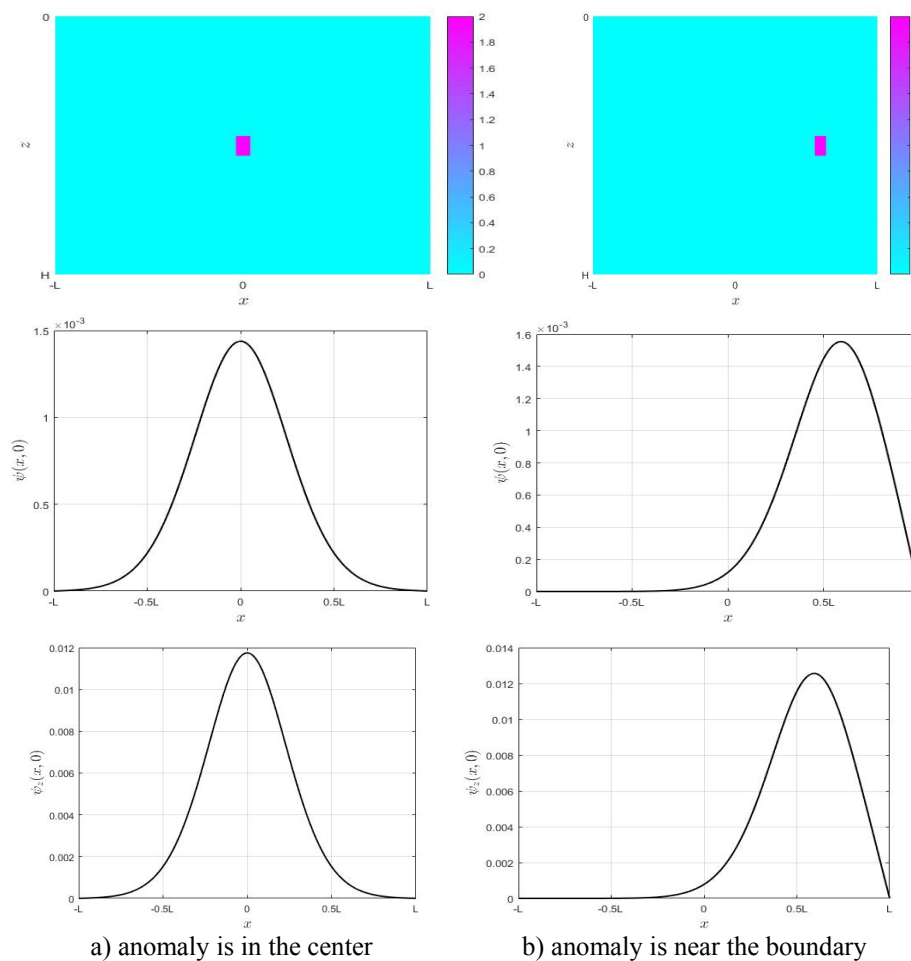 0
z
H
-L
0
L
x
2
1.8
1.6
1.4
1.2
1
0.8
0.6
0.4
0.2
0
0
z
H
-L
0
L
x
×10⁻³
1.5
1
0.5
0
ψ(x, 0)
-L
-0.5L
0
0.5L
L
x
×10⁻³
1.6
1.4
1.2
1
0.8
0.6
0.4
0.2
0
ψ(x, 0)
-L
-0.5L
0
0.5L
x
0.012
0.01
0.008
0.006
0.004
0.002
0
ψz(x, 0)
-L
-0.5L
0
0.5L
L
x
0.014
0.012
0.01
0.008
0.006
0.004
0.002
0
ψz(x, 0)
-L
-0.5L
0
0.5L
L
x
a) anomaly is in the center
b) anomaly is near the boundary